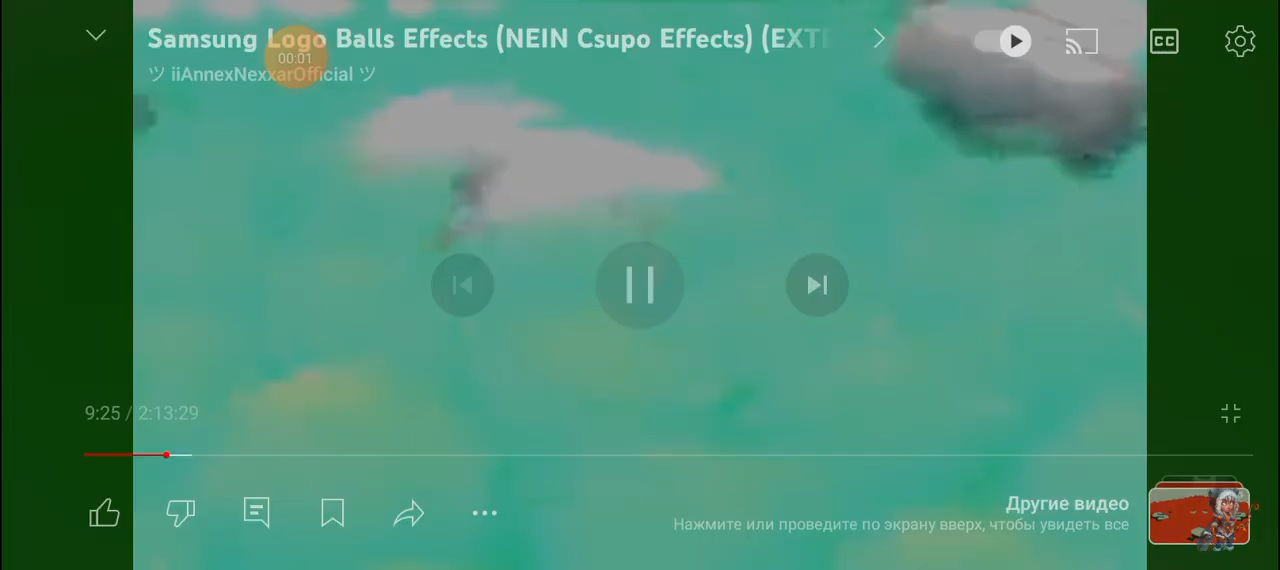 Samsung Logo Balls Effects (NEIN Csupo Effects) (EXT
ツ iiAnnexNexxarOfficial ツ
00:01
CC
9:25 / 2:13:29
Другие видео
Нажмите или проведите по экрану вверх, чтобы увидеть все